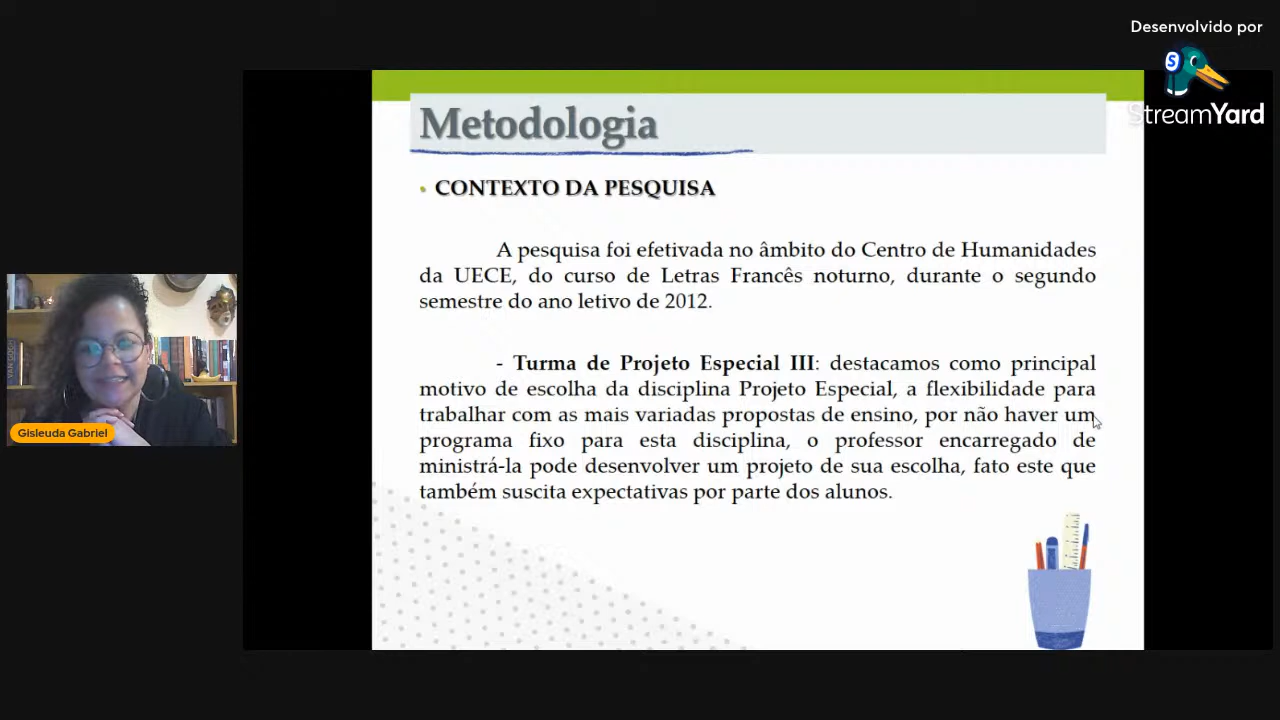 Desenvolvido por
StreamYard
Metodologia
• CONTEXTO DA PESQUISA
A pesquisa foi efetivada no âmbito do Centro de Humanidades
da UECE, do curso de Letras Francês noturno, durante o segundo
semestre do ano letivo de 2012.
- Turma de Projeto Especial III: destacamos como principal
motivo de escolha da disciplina Projeto Especial, a flexibilidade para
trabalhar com as mais variadas propostas de ensino, por não haver um
programa fixo para esta disciplina, o professor encarregado de
ministrá-la pode desenvolver um projeto de sua escolha, fato este que
também suscita expectativas por parte dos alunos.
VAN GOGH
Gisleuda Gabriel